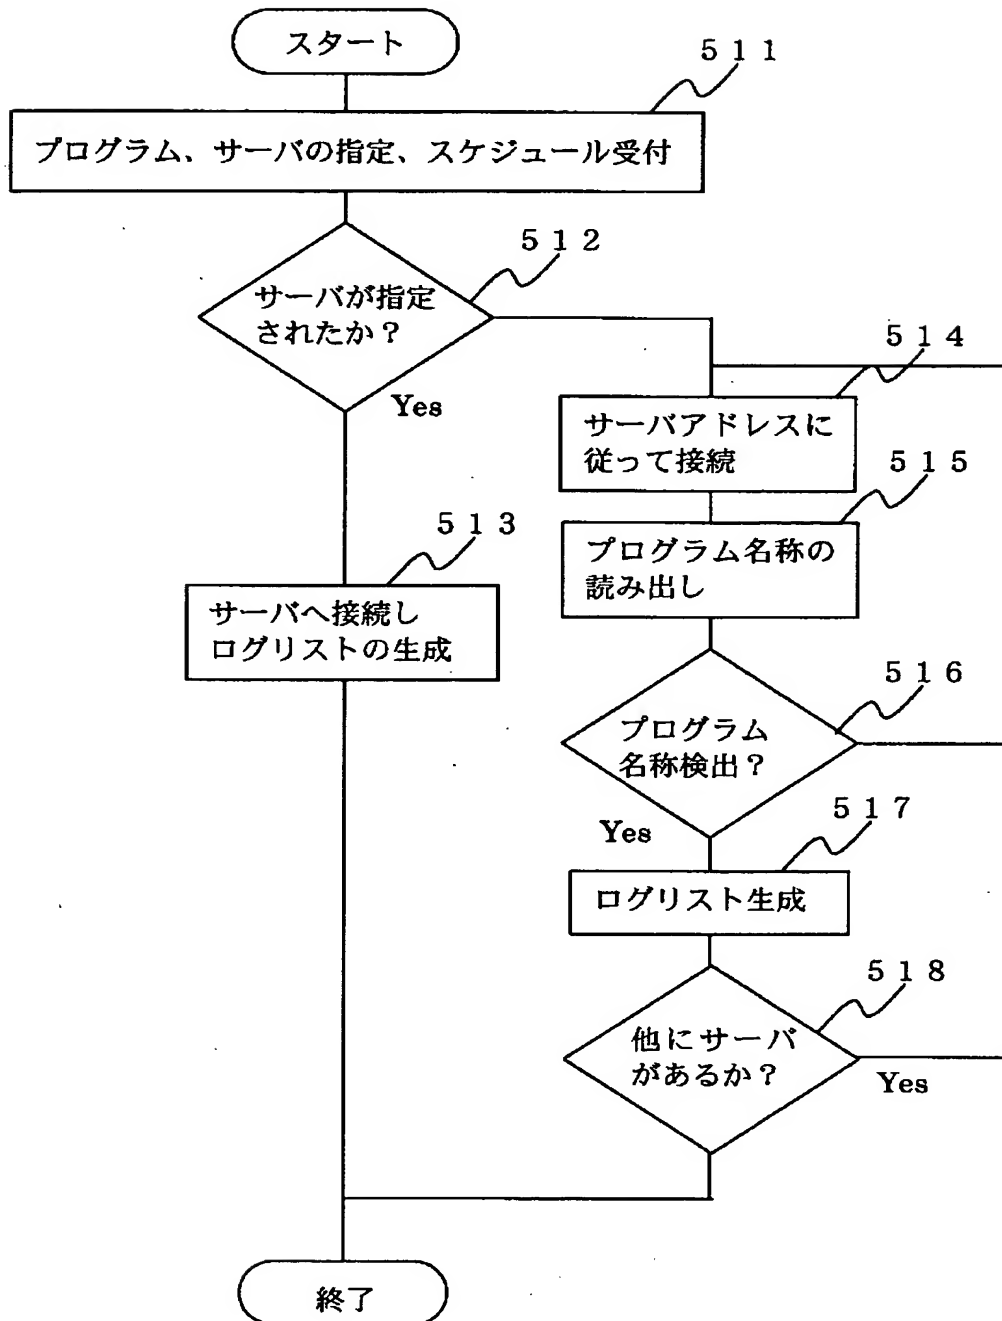 スタート
511
プログラム、サーバの指定、スケジュール受付
512
サーバが指定
されたか？
Yes
514
サーバアドレスに
従って接続
515
プログラム名称の
読み出し
513
サーバへ接続し
ログリストの生成
516
プログラム
名称検出？
Yes
517
ログリスト生成
518
他にサーバ
があるか？
Yes
終了